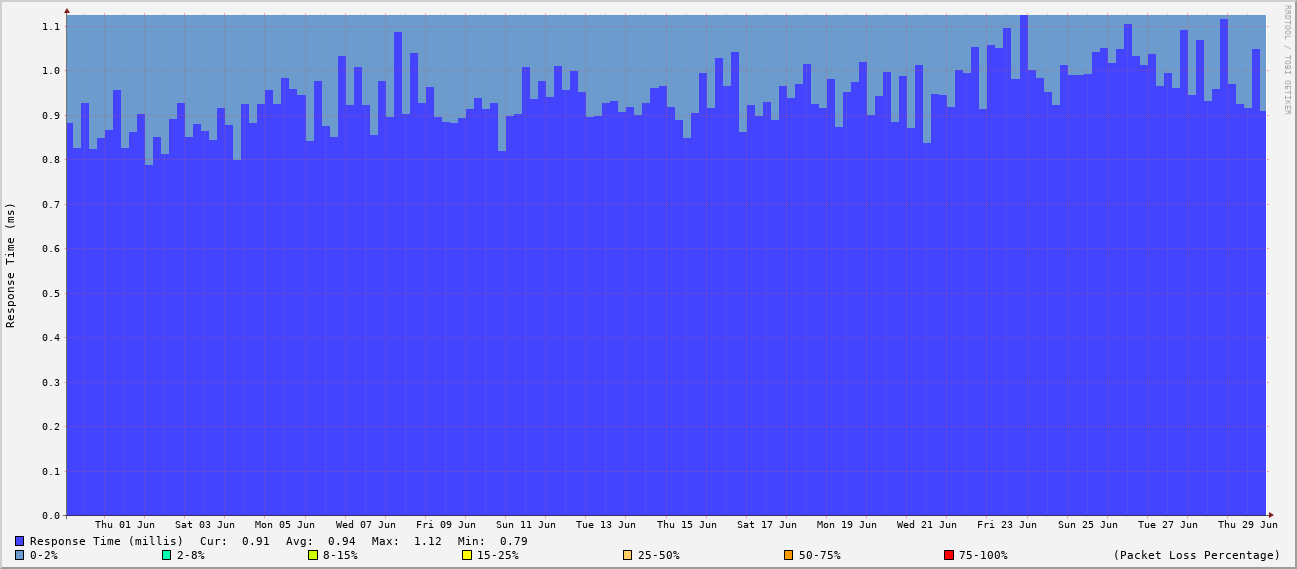 RRDTOOL / TOBI OETIKER
Response Time (ms)
1.1
1.0
0.9
0.8
0.7
0.6
0.5
0.4
0.3
0.2
0.1
0.0
Thu 01 Jun Sat 03 Jun Mon 05 Jun Wed 07 Jun Fri 09 Jun Sun 11 Jun Tue 13 Jun Thu 15 Jun Sat 17 Jun Mon 19 Jun Wed 21 Jun Fri 23 Jun Sun 25 Jun Tue 27 Jun Thu 29 Jun
Response Time (millis) Cur: 0.91 Avg: 0.94 Max: 1.12 Min: 0.79
0-2% 2-8% 8-15% 15-25% 25-50% 50-75% 75-100% (Packet Loss Percentage)